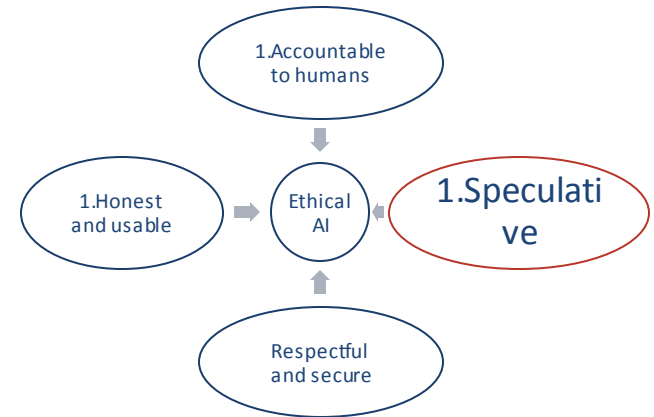 1.Accountable
to humans
1.Honest
and usable
Ethical
AI
1.Speculati
ve
Respectful
and secure